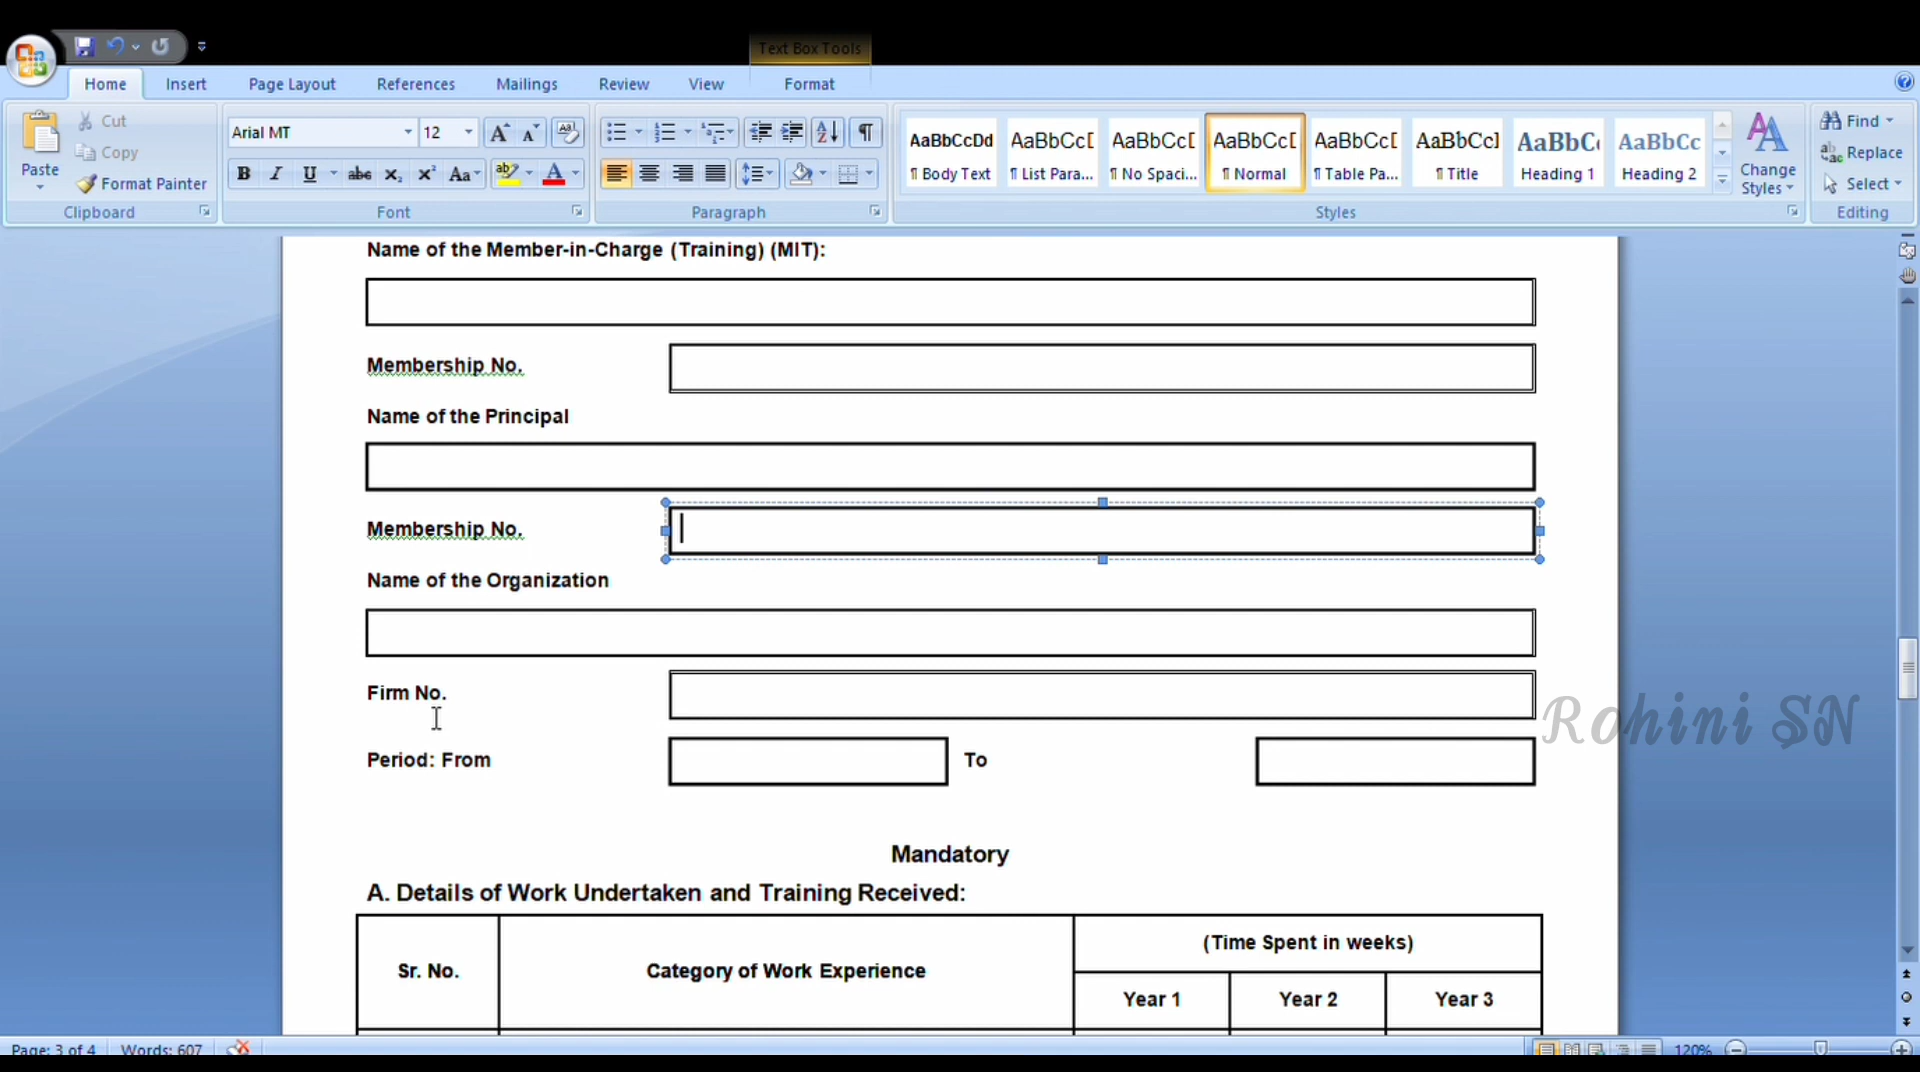 Text Box Tools
Home Insert Page Layout References Mailings Review View Format
Paste
Cut
Copy
Format Painter
Clipboard
Arial MT 12
Font
Paragraph
AaBbCcDd AaBbCc[ AaBbCc[ AaBbCc[ AaBbCc[ AaBbCc] AaBbC( AaBbCc
¶ Body Text ¶ List Para... ¶ No Spaci... ¶ Normal ¶ Table Pa... ¶ Title Heading 1 Heading 2
Change Styles
Styles
Find
Replace
Select
Editing
Name of the Member-in-Charge (Training) (MIT):
Membership No.
Name of the Principal
Membership No.
Name of the Organization
Firm No.
Rohini SN
Period: From To
Mandatory
A. Details of Work Undertaken and Training Received:
Sr. No. Category of Work Experience (Time Spent in weeks)
Year 1 Year 2 Year 3
Page: 3 of 4 Words: 607 120%